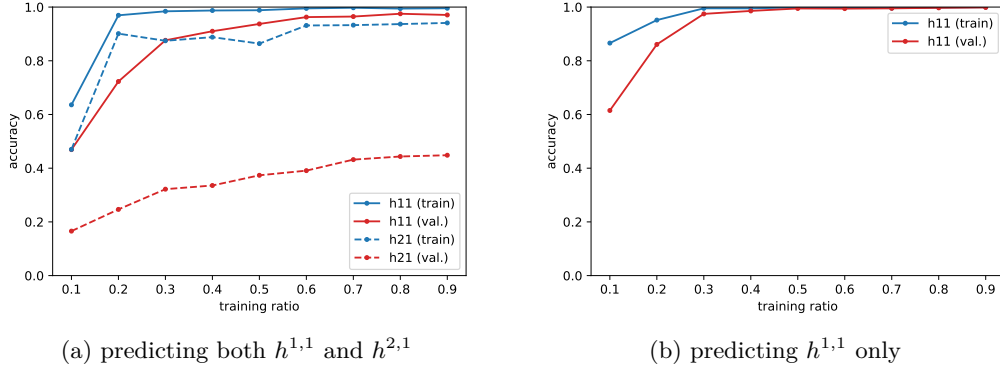 1.0
0.8
0.6
0.4
0.2
0.0
accuracy
0.1 0.2 0.3 0.4 0.5 0.6 0.7 0.8 0.9
training ratio
h11 (train)
h11 (val.)
h21 (train)
h21 (val.)
(a) predicting both h^{1,1} and h^{2,1}
1.0
0.8
0.6
0.4
0.2
0.0
accuracy
0.1 0.2 0.3 0.4 0.5 0.6 0.7 0.8 0.9
training ratio
h11 (train)
h11 (val.)
(b) predicting h^{1,1} only